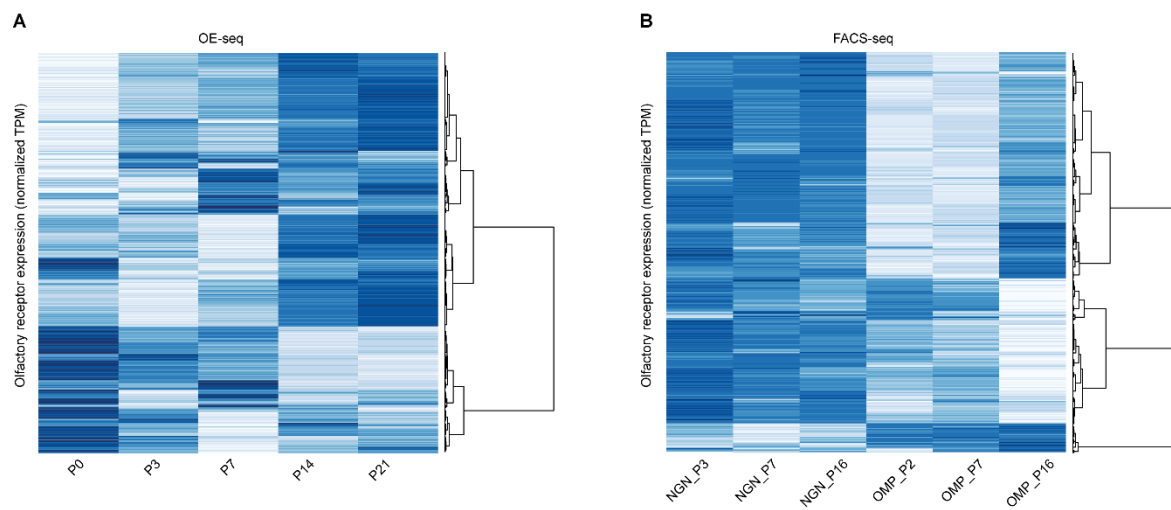 A
OE-seq
Olfactory receptor expression (normalized TPM)
P0
P3
P7
P14
P21
B
FACS-seq
Olfactory receptor expression (normalized TPM)
NGN_P3
NGN_P7
NGN_P16
OMP_P2
OMP_P7
OMP_P16